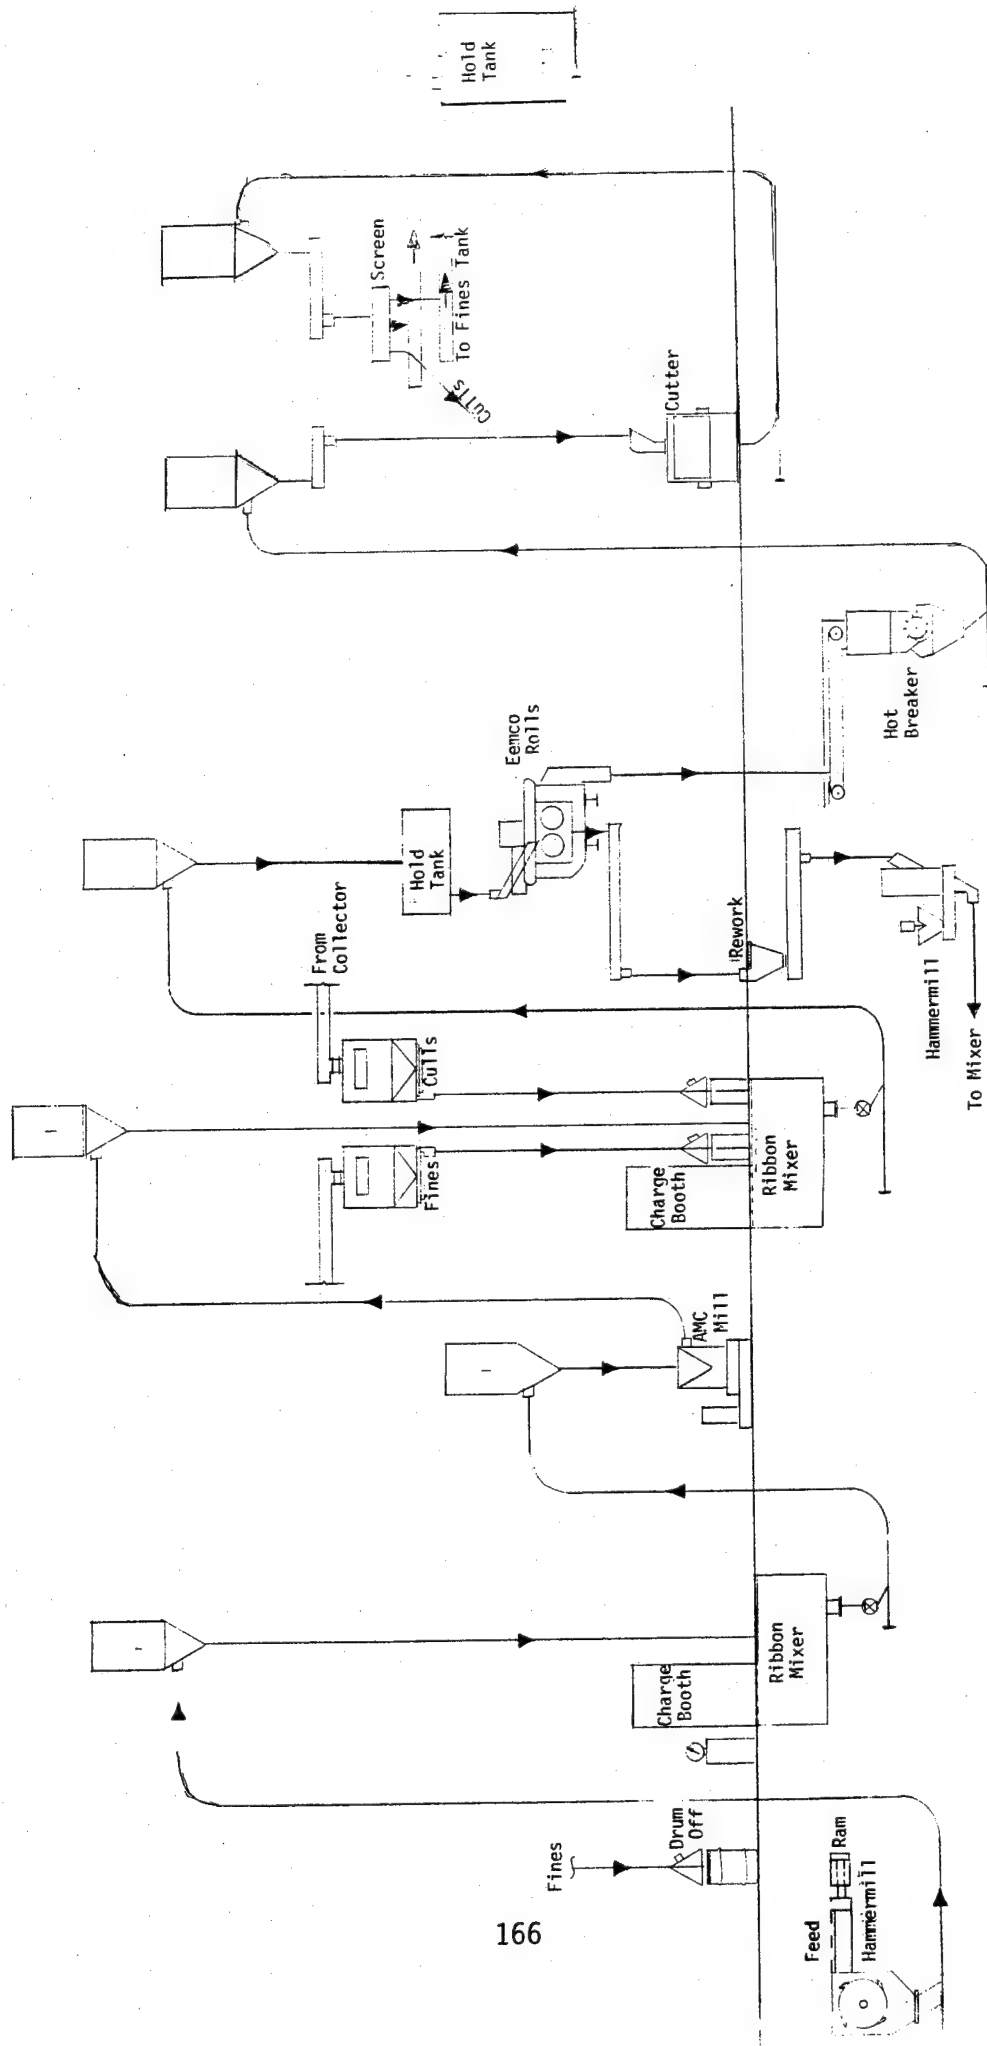 Fines
Drum
Off
Feed
Ram
Hammermill
Charge
Booth
Ribbon
Mixer
AMC
Mill
Fines
Culls
From
Collector
Charge
Booth
Ribbon
Mixer
Hold
Tank
Eemco
Rolls
Rework
Hammermill
To Mixer
Hot
Breaker
Cutter
Screen
Culls
To Fines Tank
Hold
Tank
166